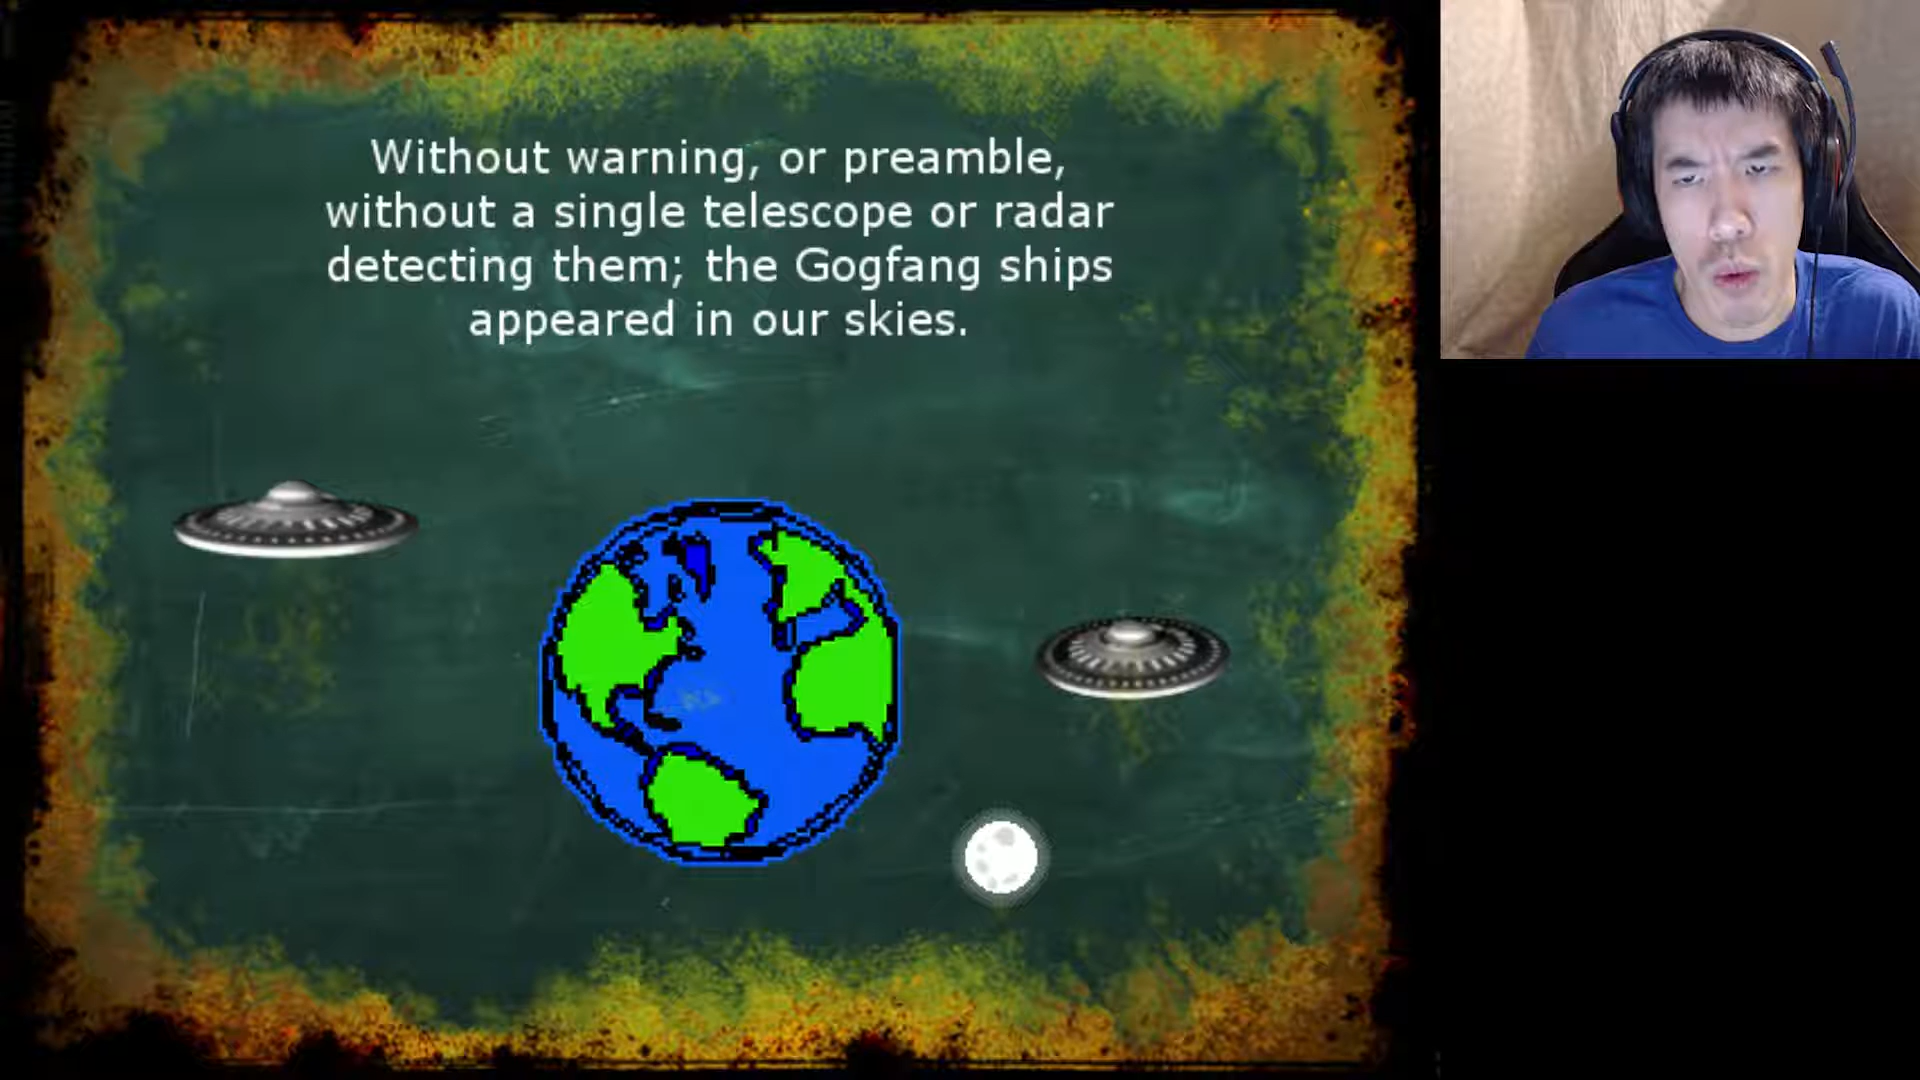 Without warning, or preamble,
without a single telescope or radar
detecting them; the Gogfang ships
appeared in our skies.